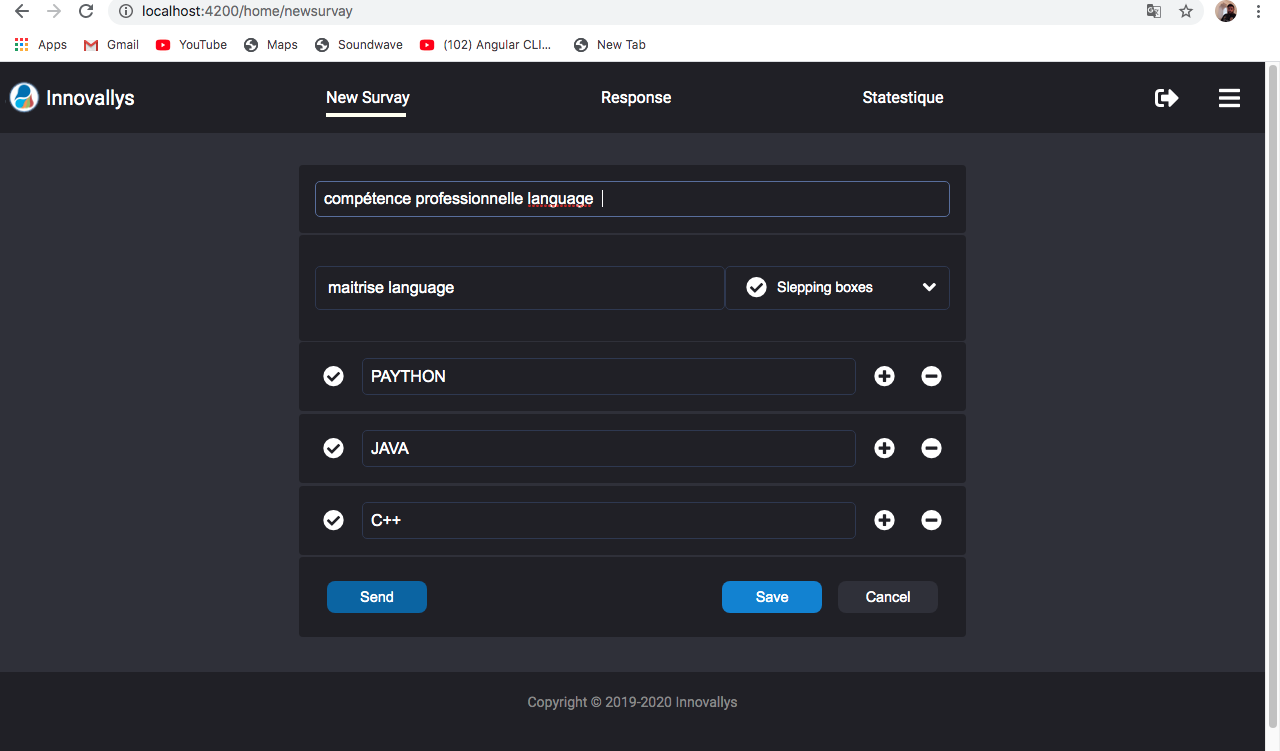 localhost:4200/home/newsurvay
Apps Gmail YouTube Maps Soundwave (102) Angular CLI... New Tab
Innovallys New Survay Response Statestique
compétence professionnelle language
maitrise language Slepping boxes
PAYTHON
JAVA
C++
Send Save Cancel
Copyright © 2019-2020 Innovallys